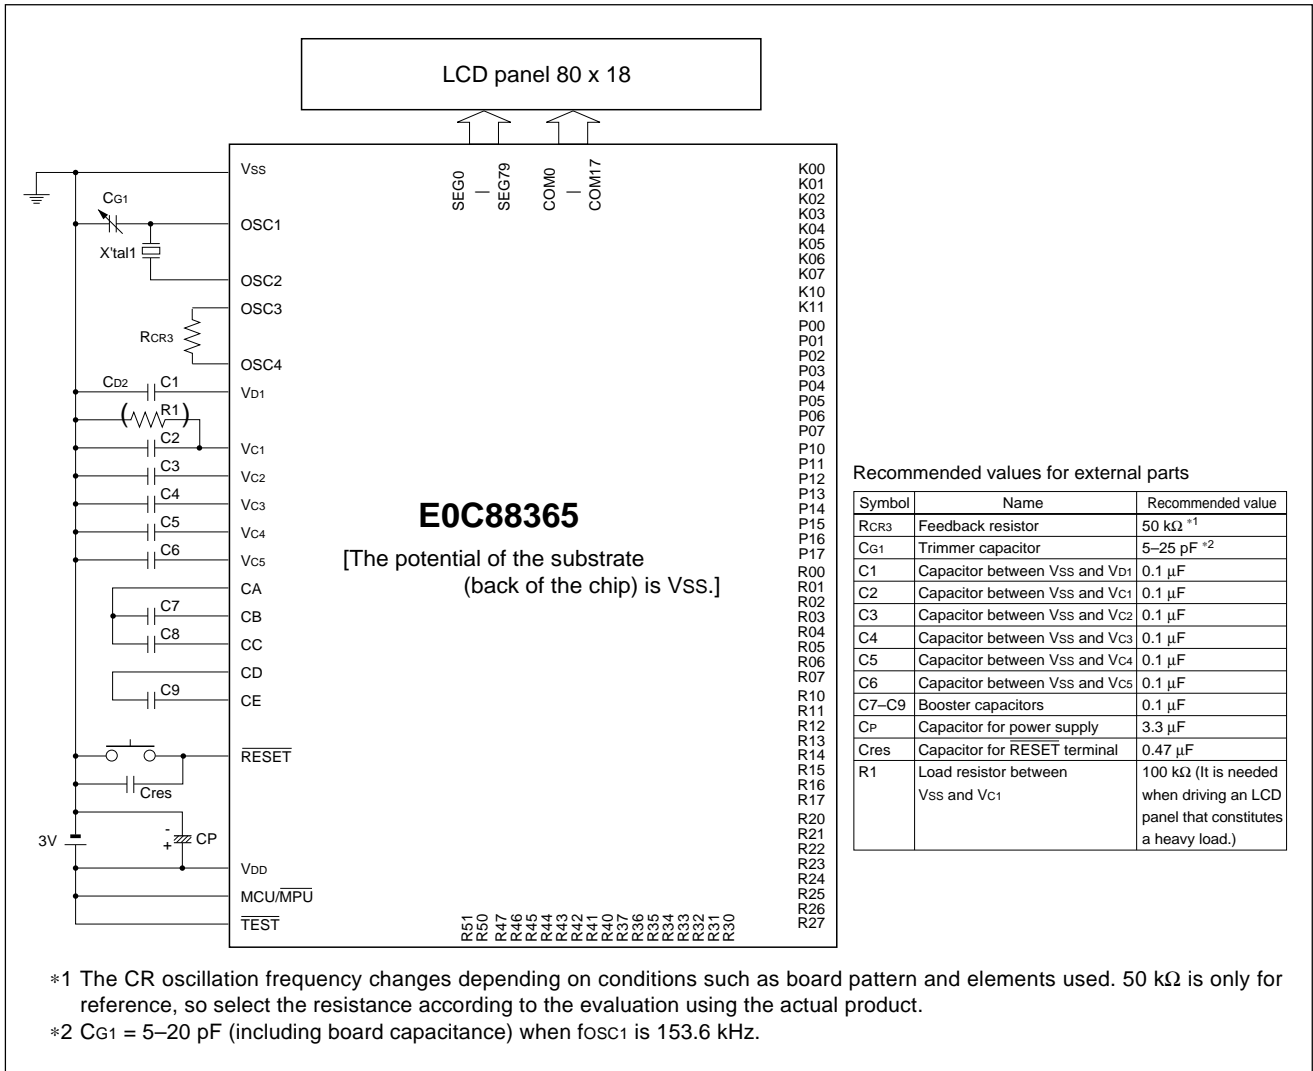 LCD panel 80 x 18
SEG0 | SEG79
COM0 | COM17
VSS
CG1
OSC1
X'tal1
OSC2
OSC3
RCR3
OSC4
CD2 C1
VD1
(R1)
C2
VC1
C3
VC2
C4
VC3
C5
VC4
C6
VC5
CA
C7
CB
C8
CC
CD
C9
CE
RESET
Cres
3V
-
+
CP
VDD
MCU/MPU
TEST
E0C88365
[The potential of the substrate
(back of the chip) is VSS.]
K00
K01
K02
K03
K04
K05
K06
K07
K10
K11
P00
P01
P02
P03
P04
P05
P06
P07
P10
P11
P12
P13
P14
P15
P16
P17
R00
R01
R02
R03
R04
R05
R06
R07
R10
R11
R12
R13
R14
R15
R16
R17
R20
R21
R22
R23
R24
R25
R26
R27
R51
R50
R47
R46
R45
R44
R43
R42
R41
R40
R37
R36
R35
R34
R33
R32
R31
R30
Recommended values for external parts
Symbol Name Recommended value
RCR3 Feedback resistor 50 kΩ *1
CG1 Trimmer capacitor 5–25 pF *2
C1 Capacitor between VSS and VD1 0.1 µF
C2 Capacitor between VSS and VC1 0.1 µF
C3 Capacitor between VSS and VC2 0.1 µF
C4 Capacitor between VSS and VC3 0.1 µF
C5 Capacitor between VSS and VC4 0.1 µF
C6 Capacitor between VSS and VC5 0.1 µF
C7–C9 Booster capacitors 0.1 µF
CP Capacitor for power supply 3.3 µF
Cres Capacitor for RESET terminal 0.47 µF
R1 Load resistor between 100 kΩ (It is needed
VSS and VC1 when driving an LCD
panel that constitutes
a heavy load.)
*1 The CR oscillation frequency changes depending on conditions such as board pattern and elements used. 50 kΩ is only for
reference, so select the resistance according to the evaluation using the actual product.
*2 CG1 = 5–20 pF (including board capacitance) when fOSC1 is 153.6 kHz.